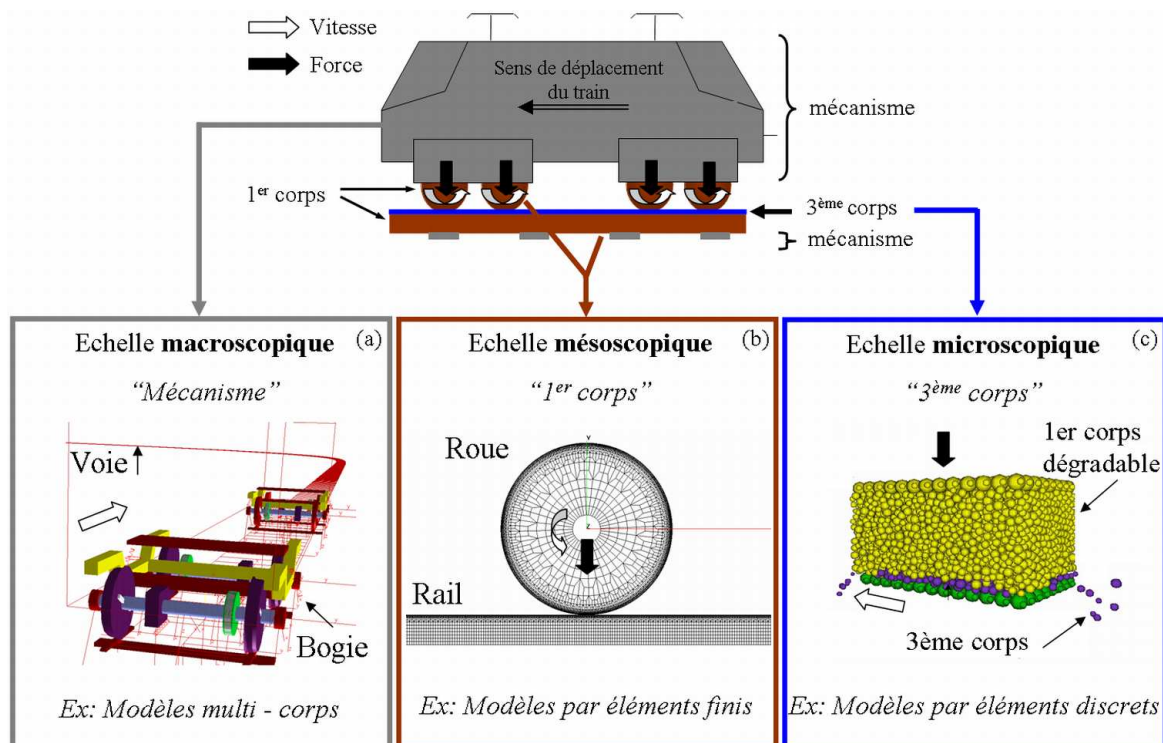 Vitesse
Force
Sens de déplacement
du train
mécanisme
1er corps
3ème corps
mécanisme
Echelle macroscopique (a)
“Mécanisme”
Voie
Bogie
Ex: Modèles multi - corps
Echelle mésoscopique (b)
“1er corps”
Roue
Rail
Ex: Modèles par éléments finis
Echelle microscopique (c)
“3ème corps”
1er corps
dégradable
3ème corps
Ex: Modèles par éléments discrets